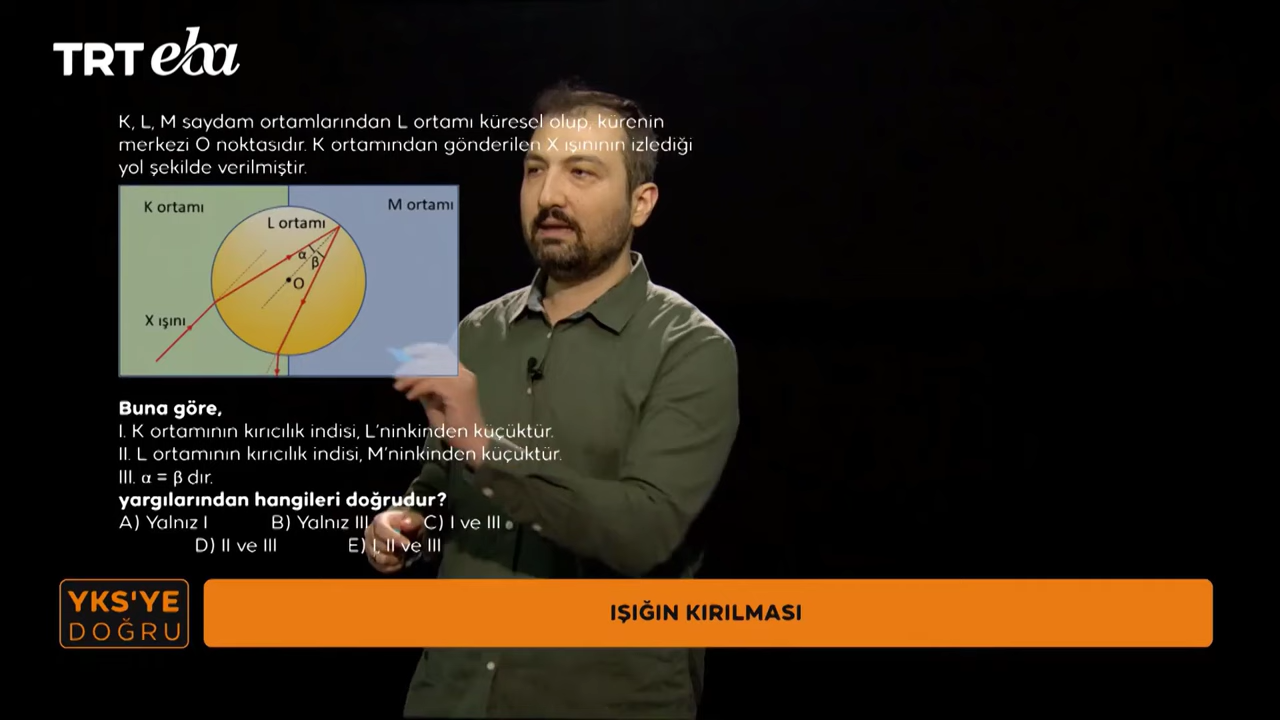 TRT eba
K, L, M saydam ortamlarından L ortamı küresel olup, kürenin
merkezi O noktasıdır. K ortamından gönderilen X ışınının izlediği
yol şekilde verilmiştir.
K ortamı
M ortamı
L ortamı
α
β
O
X ışını
Buna göre,
I. K ortamının kırıcılık indisi, L'ninkinden küçüktür.
II. L ortamının kırıcılık indisi, M'ninkinden küçüktür.
III. α = β dır.
yargılarından hangileri doğrudur?
A) Yalnız I B) Yalnız III C) I ve III
D) II ve III E) I, II ve III
YKS'YE
DOĞRU
IŞIĞIN KIRILMASI